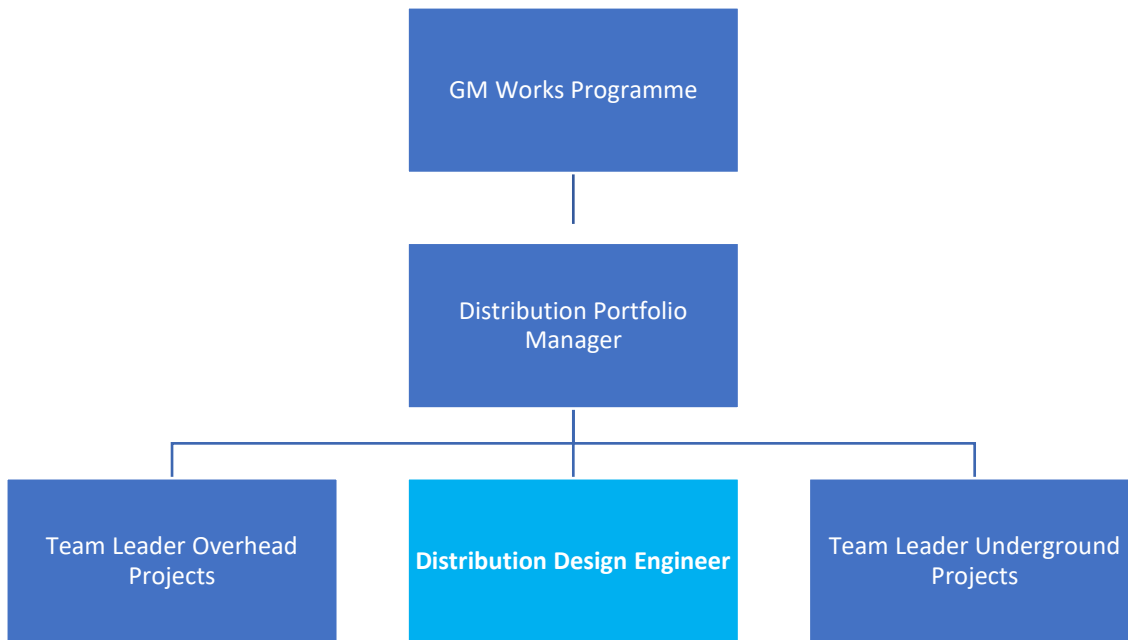 GM Works Programme
Distribution Portfolio
Manager
Team Leader Overhead
Projects
Distribution Design Engineer
Team Leader Underground
Projects